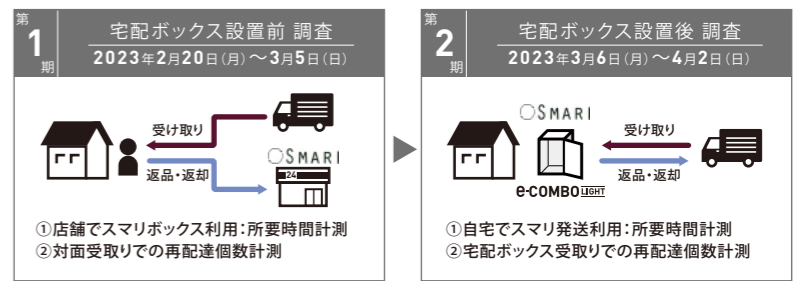 第1期
宅配ボックス設置前 調査
2023年2月20日(月)〜3月5日(日)
受け取り
SMARI
24
返品・返却
①店舗でスマリボックス利用：所要時間計測
②対面受取りでの再配達個数計測
第2期
宅配ボックス設置後 調査
2023年3月6日(月)〜4月2日(日)
SMARI
受け取り
返品・返却
e-COMBO LIGHT
①自宅でスマリ発送利用：所要時間計測
②宅配ボックス受取りでの再配達個数計測